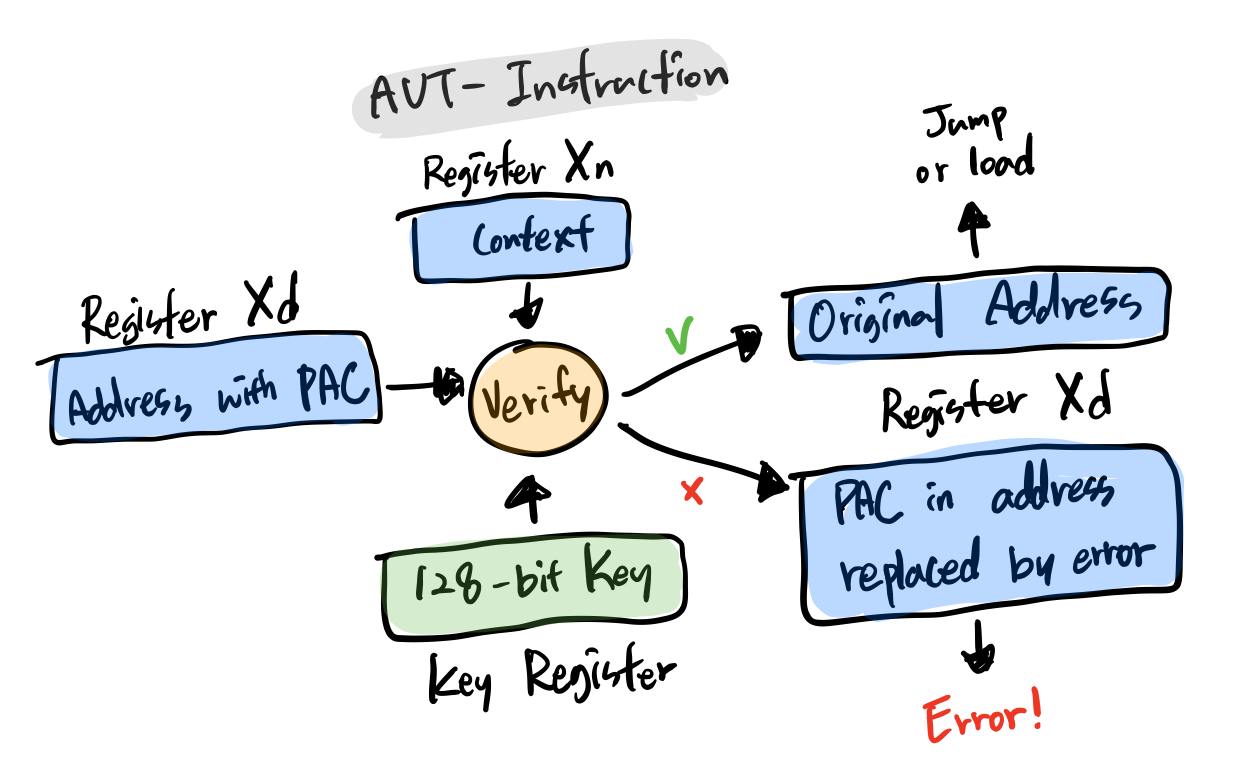 AUT- Instruction
Register Xn
Context
Register Xd
Address with PAC
Verify
128-bit Key
Key Register
V
x
Jump
or load
Original Address
Register Xd
PAC in address
replaced by error
Error!